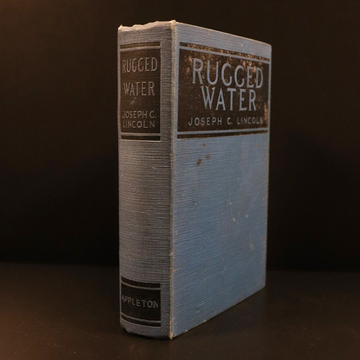 RUGGED
WATER
JOSEPH C.
LINCOLN
APPLETON
RUGGED
WATER
JOSEPH C. LINCOLN